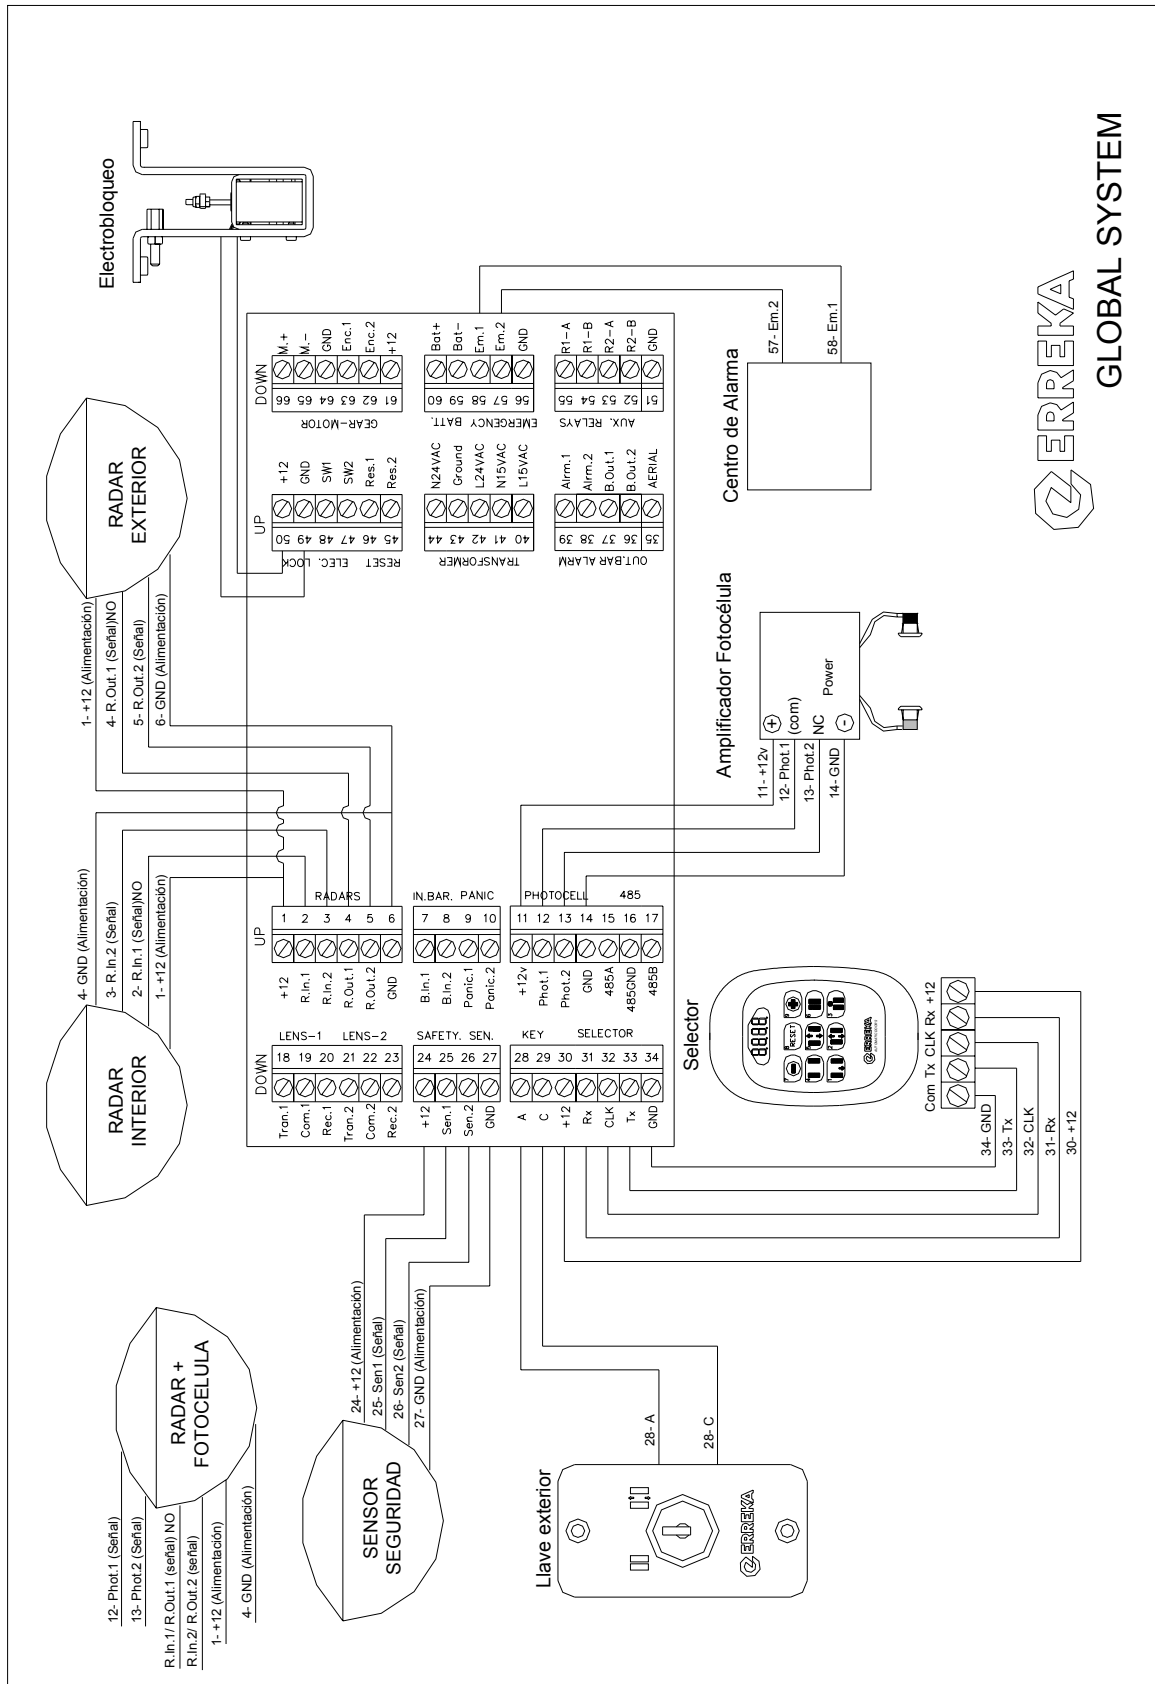 ERREKA
GLOBAL SYSTEM
Electrobloqueo
RADAR
EXTERIOR
1- +12 (Alimentación)
4- R.Out.1 (Señal)NO
5- R.Out.2 (Señal)
6- GND (Alimentación)
RADAR
INTERIOR
4- GND (Alimentación)
3- R.In.2 (Señal)
2- R.In.1 (Señal)NO
1- +12 (Alimentación)
RADAR +
FOTOCELULA
12- Phot.1 (Señal)
13- Phot.2 (Señal)
R.In.1/ R.Out.1 (señal) NO
R.In.2/ R.Out.2 (señal)
1- +12 (Alimentación)
4- GND (Alimentación)
SENSOR
SEGURIDAD
24- +12 (Alimentación)
25- Sen1 (Señal)
26- Sen2 (Señal)
27- GND (Alimentación)
DOWN
LENS-1 LENS-2
18 19 20 21 22 23
Tran.1 Com.1 Rec.1 Tran.2 Com.2 Rec.2
SAFETY. SEN.
24 25 26 27
+12 Sen.1 Sen.2 GND
KEY SELECTOR
28 29 30 31 32 33 34
A C +12 Rx CLK Tx GND
UP
RADARS
1 2 3 4 5 6
+12 R.In.1 R.In.2 R.Out.1 R.Out.2 GND
IN.BAR. PANIC
7 8 9 10
B.In.1 B.In.2 Panic.1 Panic.2
PHOTOCELL 485
11 12 13 14 15 16 17
+12v Phot.1 Phot.2 GND 485A 485GND 485B
UP
+12 GND SW1 SW2 Res.1 Res.2
50 49 48 47 46 45
RESET ELEC. LOCK
N24VAC Ground L24VAC N15VAC L15VAC
44 43 42 41 40
TRANSFORMER
Alrm.1 Alrm.2 B.Out.1 B.Out.2 AERIAL
39 38 37 36 35
OUT.BAR ALARM
DOWN
M.+ M.- GND Enc.1 Enc.2 +12
66 65 64 63 62 61
GEAR-MOTOR
Bat+ Bat- Em.1 Em.2 GND
60 59 58 57 56
EMERGENCY BATT.
R1-A R1-B R2-A R2-B GND
55 54 53 52 51
AUX. RELAYS
Centro de Alarma
57- Em.2
58- Em.1
Amplificador Fotocélula
11- +12v
12- Phot.1
13- Phot.2
14- GND
+
(com)
NC
-
Power
Selector
8888
RESET
ERREKA
Com Tx CLK Rx +12
34- GND
33- Tx
32- CLK
31- Rx
30- +12
Llave exterior
28- A
28- C
ERREKA